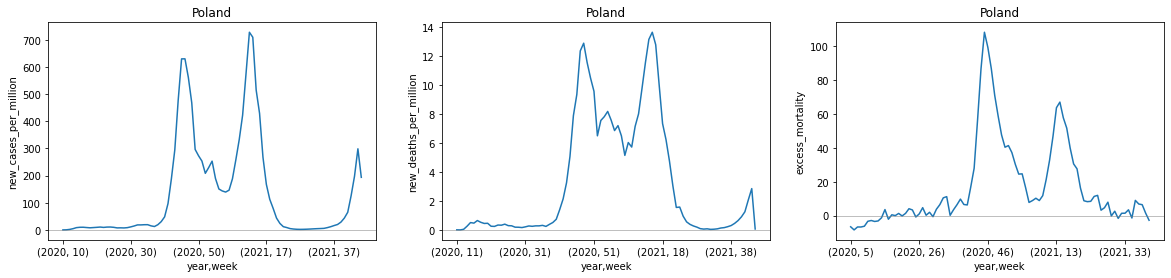 Poland
new_cases_per_million
700
600
500
400
300
200
100
0
(2020, 10) (2020, 30) (2020, 50) (2021, 17) (2021, 37)
year,week
Poland
new_deaths_per_million
14
12
10
8
6
4
2
0
(2020, 11) (2020, 31) (2020, 51) (2021, 18) (2021, 38)
year,week
Poland
excess_mortality
100
80
60
40
20
0
(2020, 5) (2020, 26) (2020, 46) (2021, 13) (2021, 33)
year,week